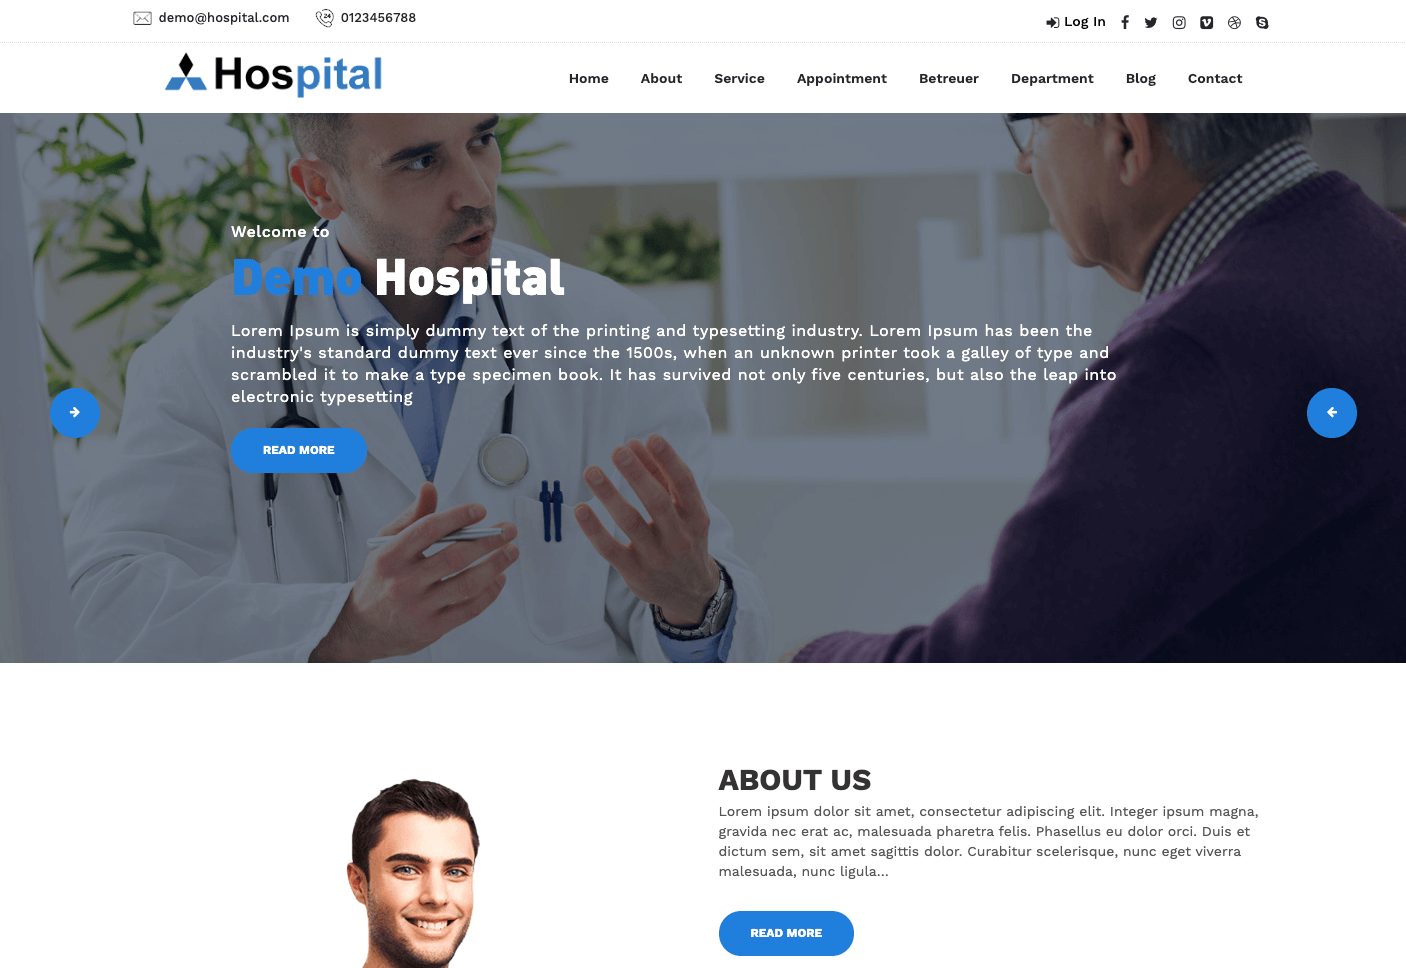 demo@hospital.com
0123456788
Log In
Hospital
Home About Service Appointment Betreuer Department Blog Contact
Welcome to
Demo Hospital
Lorem Ipsum is simply dummy text of the printing and typesetting industry. Lorem Ipsum has been the
industry's standard dummy text ever since the 1500s, when an unknown printer took a galley of type and
scrambled it to make a type specimen book. It has survived not only five centuries, but also the leap into
electronic typesetting
READ MORE
ABOUT US
Lorem ipsum dolor sit amet, consectetur adipiscing elit. Integer ipsum magna,
gravida nec erat ac, malesuada pharetra felis. Phasellus eu dolor orci. Duis et
dictum sem, sit amet sagittis dolor. Curabitur scelerisque, nunc eget viverra
malesuada, nunc ligula...
READ MORE